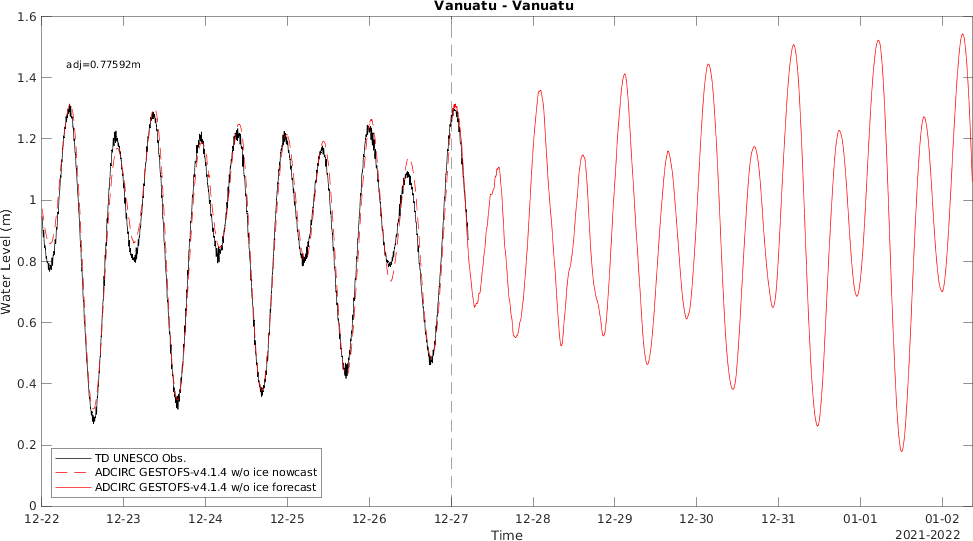 Vanuatu - Vanuatu
1.6
1.4
1.2
1
0.8
0.6
0.4
0.2
0
Water Level (m)
adj=0.77592m
TD UNESCO Obs.
ADCIRC GESTOFS-v4.1.4 w/o ice nowcast
ADCIRC GESTOFS-v4.1.4 w/o ice forecast
12-22 12-23 12-24 12-25 12-26 12-27 12-28 12-29 12-30 12-31 01-01 01-02
Time
2021-2022